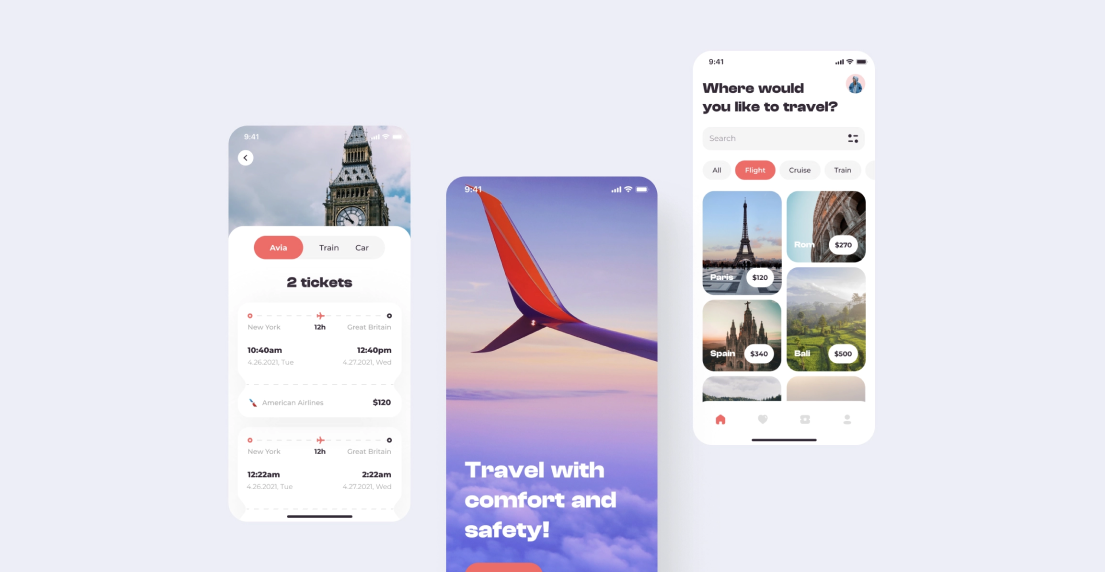 9:41
Avia Train Car
2 tickets
New York 12h Great Britain
10:40am 12:40pm
4.26.2021, Tue 4.27.2021, Wed
American Airlines $120
New York 12h Great Britain
12:22am 2:22am
4.26.2021, Tue 4.27.2021, Wed
9:41
Travel with
comfort and
safety!
9:41
Where would
you like to travel?
Search
All Flight Cruise Train
Paris $120
Rom $270
Spain $340
Bali $500